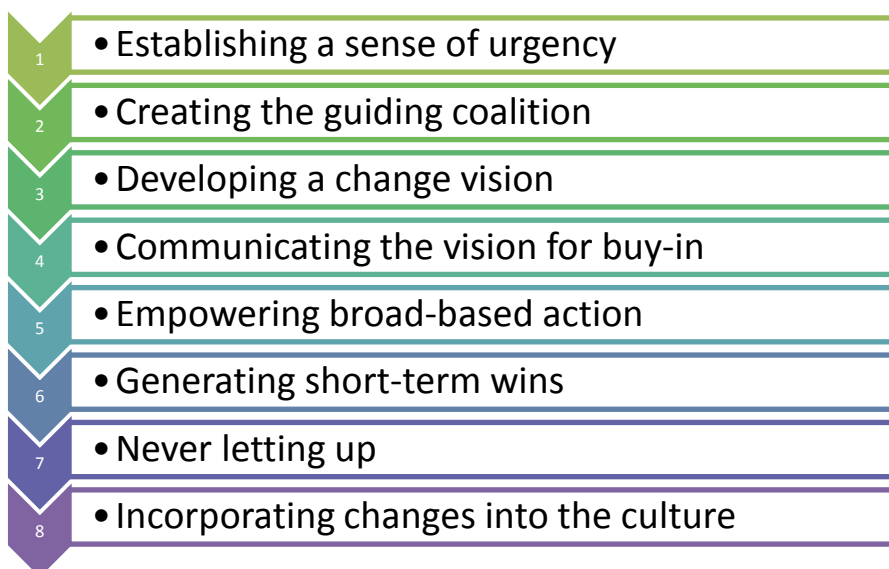 1 • Establishing a sense of urgency
2 • Creating the guiding coalition
3 • Developing a change vision
4 • Communicating the vision for buy-in
5 • Empowering broad-based action
6 • Generating short-term wins
7 • Never letting up
8 • Incorporating changes into the culture